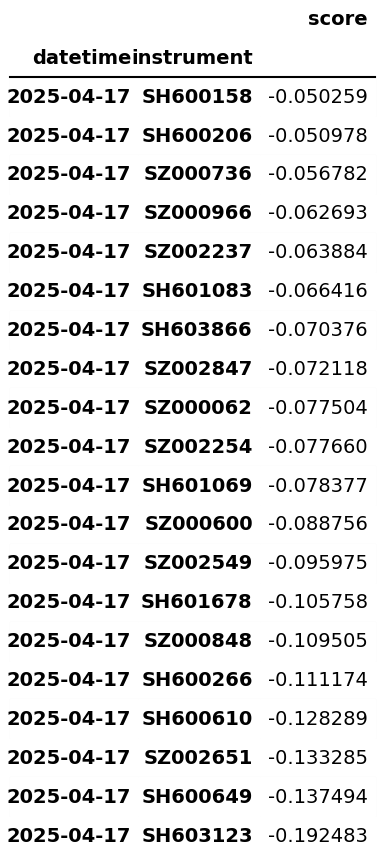 score
datetime instrument
2025-04-17 SH600158 -0.050259
2025-04-17 SH600206 -0.050978
2025-04-17 SZ000736 -0.056782
2025-04-17 SZ000966 -0.062693
2025-04-17 SZ002237 -0.063884
2025-04-17 SH601083 -0.066416
2025-04-17 SH603866 -0.070376
2025-04-17 SZ002847 -0.072118
2025-04-17 SZ000062 -0.077504
2025-04-17 SZ002254 -0.077660
2025-04-17 SH601069 -0.078377
2025-04-17 SZ000600 -0.088756
2025-04-17 SZ002549 -0.095975
2025-04-17 SH601678 -0.105758
2025-04-17 SZ000848 -0.109505
2025-04-17 SH600266 -0.111174
2025-04-17 SH600610 -0.128289
2025-04-17 SZ002651 -0.133285
2025-04-17 SH600649 -0.137494
2025-04-17 SH603123 -0.192483